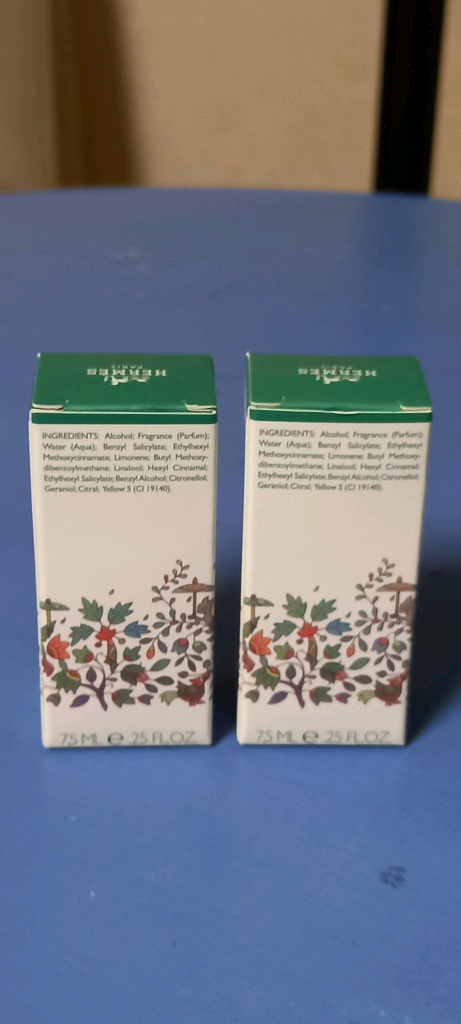 HERMES
PARIS
INGREDIENTS: Alcohol; Fragrance (Parfum);
Water (Aqua); Benzyl Salicylate; Ethylhexyl
Methoxycinnamate; Limonene; Butyl Methoxy-
dibenzoylmethane; Linalool; Hexyl Cinnamal;
Ethylhexyl Salicylate; Benzyl Alcohol; Citronellol;
Geraniol; Citral; Yellow 5 (CI 19140).
7.5 ML e .25 FL.OZ.
HERMES
PARIS
INGREDIENTS: Alcohol; Fragrance (Parfum);
Water (Aqua); Benzyl Salicylate; Ethylhexyl
Methoxycinnamate; Limonene; Butyl Methoxy-
dibenzoylmethane; Linalool; Hexyl Cinnamal;
Ethylhexyl Salicylate; Benzyl Alcohol; Citronellol;
Geraniol; Citral; Yellow 5 (CI 19140).
7.5 ML e .25 FL.OZ.